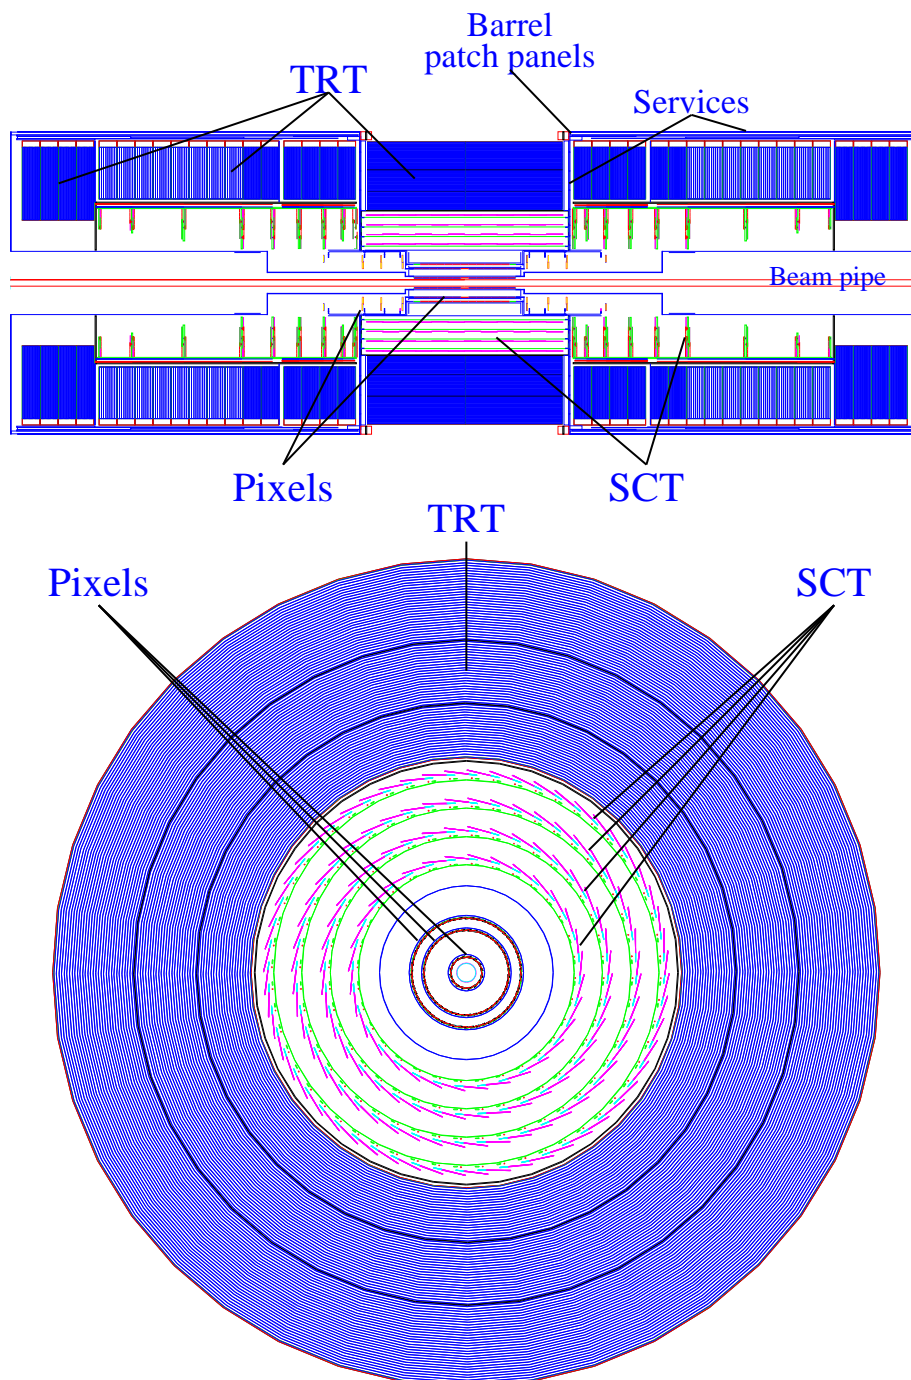 Barrel
patch panels
TRT
Services
Beam pipe
Pixels
SCT
TRT
Pixels
SCT